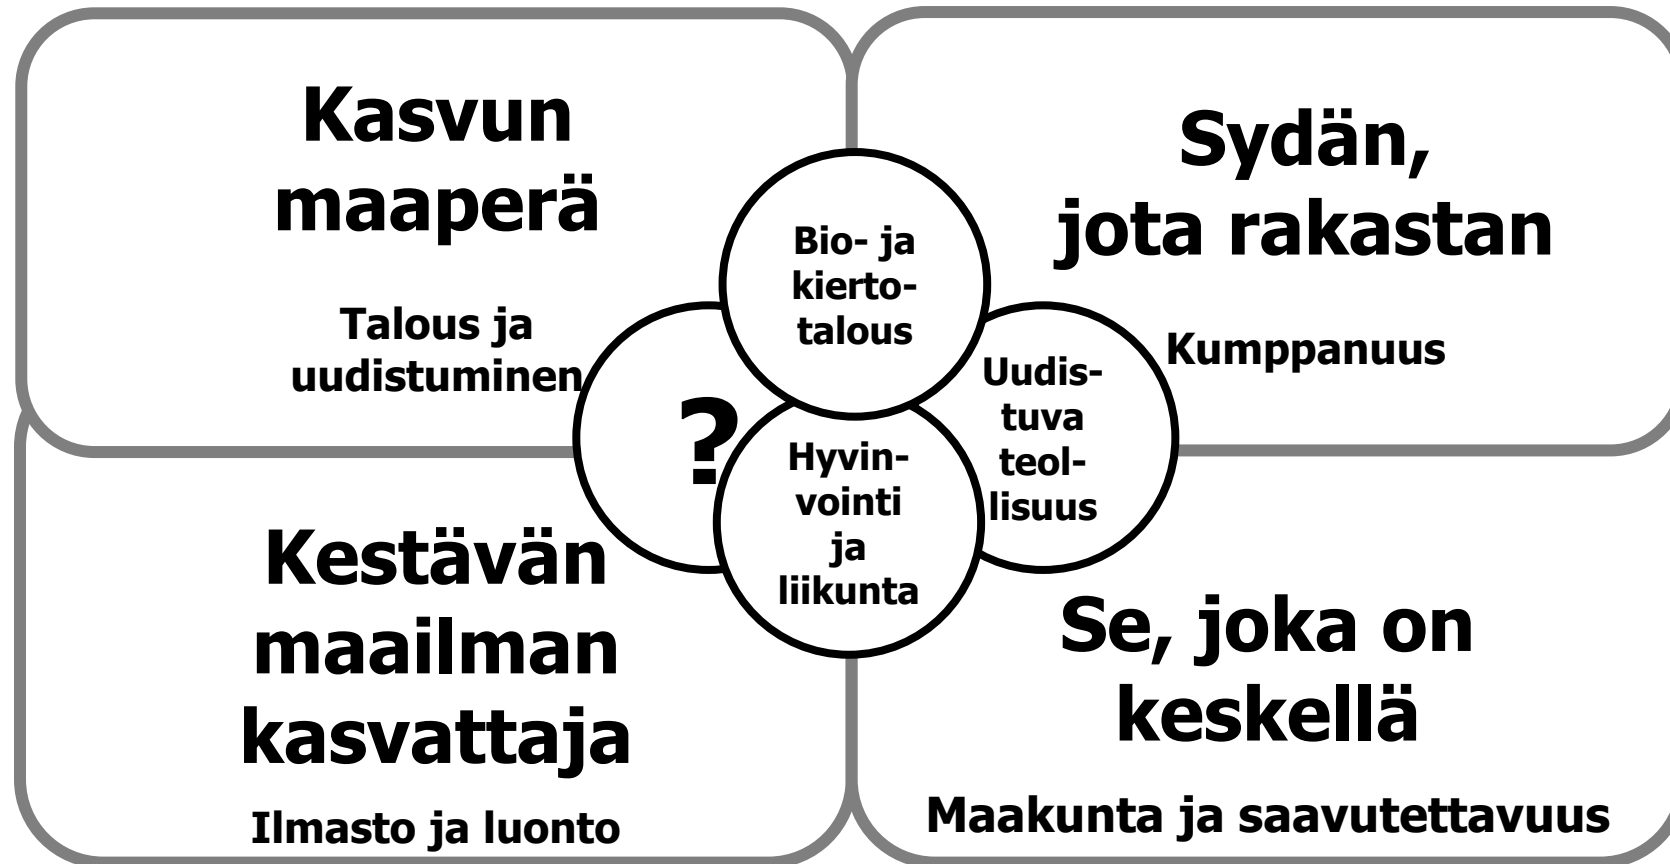 Kasvun
maaperä
Talous ja
uudistuminen
Sydän,
jota rakastan
Kumppanuus
Bio- ja
kierto-
talous
?
Uudis-
tuva
teol-
lisuus
Hyvin-
vointi
ja
liikunta
Kestävän
maailman
kasvattaja
Ilmasto ja luonto
Se, joka on
keskellä
Maakunta ja saavutettavuus